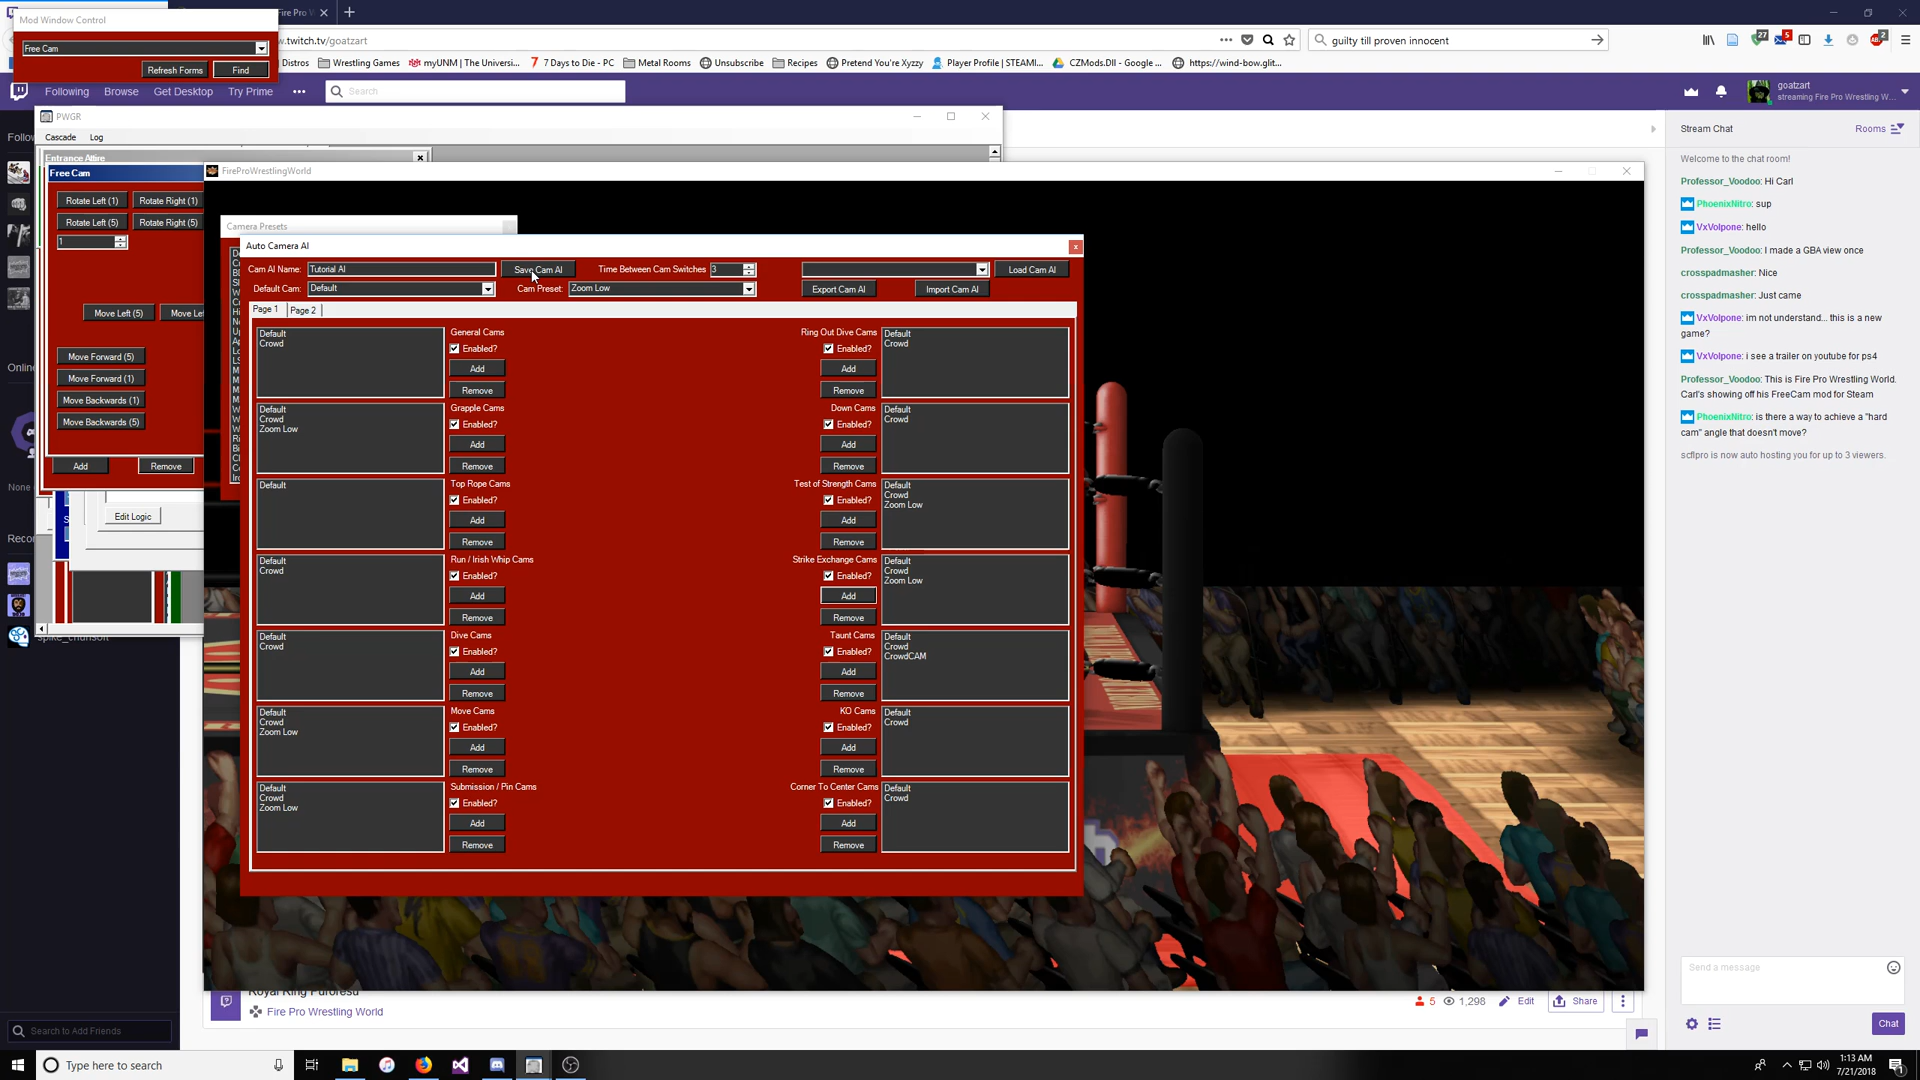 Mod Window Control
Free Cam
Refresh Forms
Find
Fire Pro W
w.twitch.tv/goatzart
guilty till proven innocent
Distros
Wrestling Games
myUNM | The Universi...
7 Days to Die - PC
Metal Rooms
Unsubscribe
Recipes
Pretend You're Xyzzy
Player Profile | STEAMI...
CZMods.Dll - Google ...
https://wind-bow.glit...
27
5
2
Following
Browse
Get Desktop
Try Prime
Search
goatzart
streaming Fire Pro Wrestling W...
PWGR
Cascade
Log
Entrance Attire
Free Cam
Rotate Left (1)
Rotate Right (1)
Rotate Left (5)
Rotate Right (5)
1
Move Left (5)
Move Le
Move Forward (5)
Move Forward (1)
Move Backwards (1)
Move Backwards (5)
Add
Remove
Edit Logic
Follo
Online
None
Reco
spike_chunsoft
Search to Add Friends
FireProWrestlingWorld
Camera Presets
Auto Camera AI
Cam AI Name:
Tutorial AI
Save Cam AI
Time Between Cam Switches
3
Load Cam AI
Default Cam:
Default
Cam Preset:
Zoom Low
Export Cam AI
Import Cam AI
Page 1
Page 2
Default
Crowd
General Cams
Enabled?
Add
Remove
Ring Out Dive Cams
Enabled?
Add
Remove
Default
Crowd
Default
Crowd
Zoom Low
Grapple Cams
Enabled?
Add
Remove
Down Cams
Enabled?
Add
Remove
Default
Crowd
Default
Top Rope Cams
Enabled?
Add
Remove
Test of Strength Cams
Enabled?
Add
Remove
Default
Crowd
Zoom Low
Default
Crowd
Run / Irish Whip Cams
Enabled?
Add
Remove
Strike Exchange Cams
Enabled?
Add
Remove
Default
Crowd
Zoom Low
Default
Crowd
Dive Cams
Enabled?
Add
Remove
Taunt Cams
Enabled?
Add
Remove
Default
Crowd
CrowdCAM
Default
Crowd
Zoom Low
Move Cams
Enabled?
Add
Remove
KO Cams
Enabled?
Add
Remove
Default
Crowd
Default
Crowd
Zoom Low
Submission / Pin Cams
Enabled?
Add
Remove
Corner To Center Cams
Enabled?
Add
Remove
Default
Crowd
Stream Chat
Rooms
Welcome to the chat room!
Professor_Voodoo: Hi Carl
PhoenixNitro: sup
VxVolpone: hello
Professor_Voodoo: I made a GBA view once
crosspadmasher: Nice
crosspadmasher: Just came
VxVolpone: im not understand... this is a new
game?
VxVolpone: i see a trailer on youtube for ps4
Professor_Voodoo: This is Fire Pro Wrestling World.
Carl's showing off his FreeCam mod for Steam
PhoenixNitro: is there a way to achieve a "hard
cam" angle that doesn't move?
scflpro is now auto hosting you for up to 3 viewers.
Send a message
Chat
Royal King Puroresu
Fire Pro Wrestling World
5
1,298
Edit
Share
Type here to search
1:13 AM
7/21/2018
1